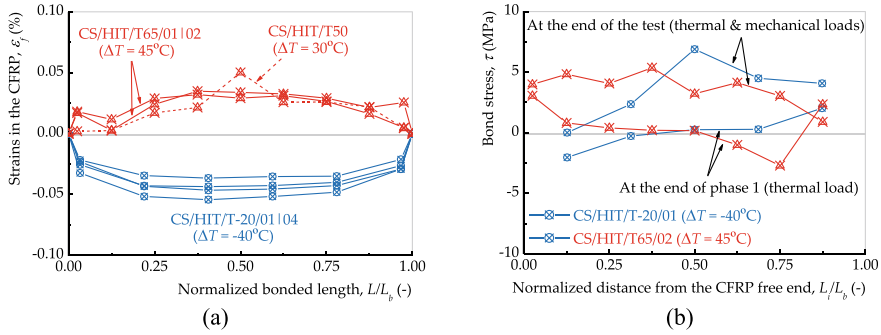 0.10
0.05
0.00
-0.05
-0.10
Strains in the CFRP, εf (%)
CS/HIT/T65/01|02
(ΔT = 45ºC)
CS/HIT/T50
(ΔT = 30ºC)
CS/HIT/T-20/01|04
(ΔT = -40ºC)
0.00 0.25 0.50 0.75 1.00
Normalized bonded length, L/Lb (-)
(a)
10
5
0
-5
-10
Bond stress, τ (MPa)
At the end of the test (thermal & mechanical loads)
At the end of phase 1 (thermal load)
CS/HIT/T-20/01 (ΔT = -40ºC)
CS/HIT/T65/02 (ΔT = 45ºC)
0.00 0.25 0.50 0.75 1.00
Normalized distance from the CFRP free end, Li/Lb (-)
(b)